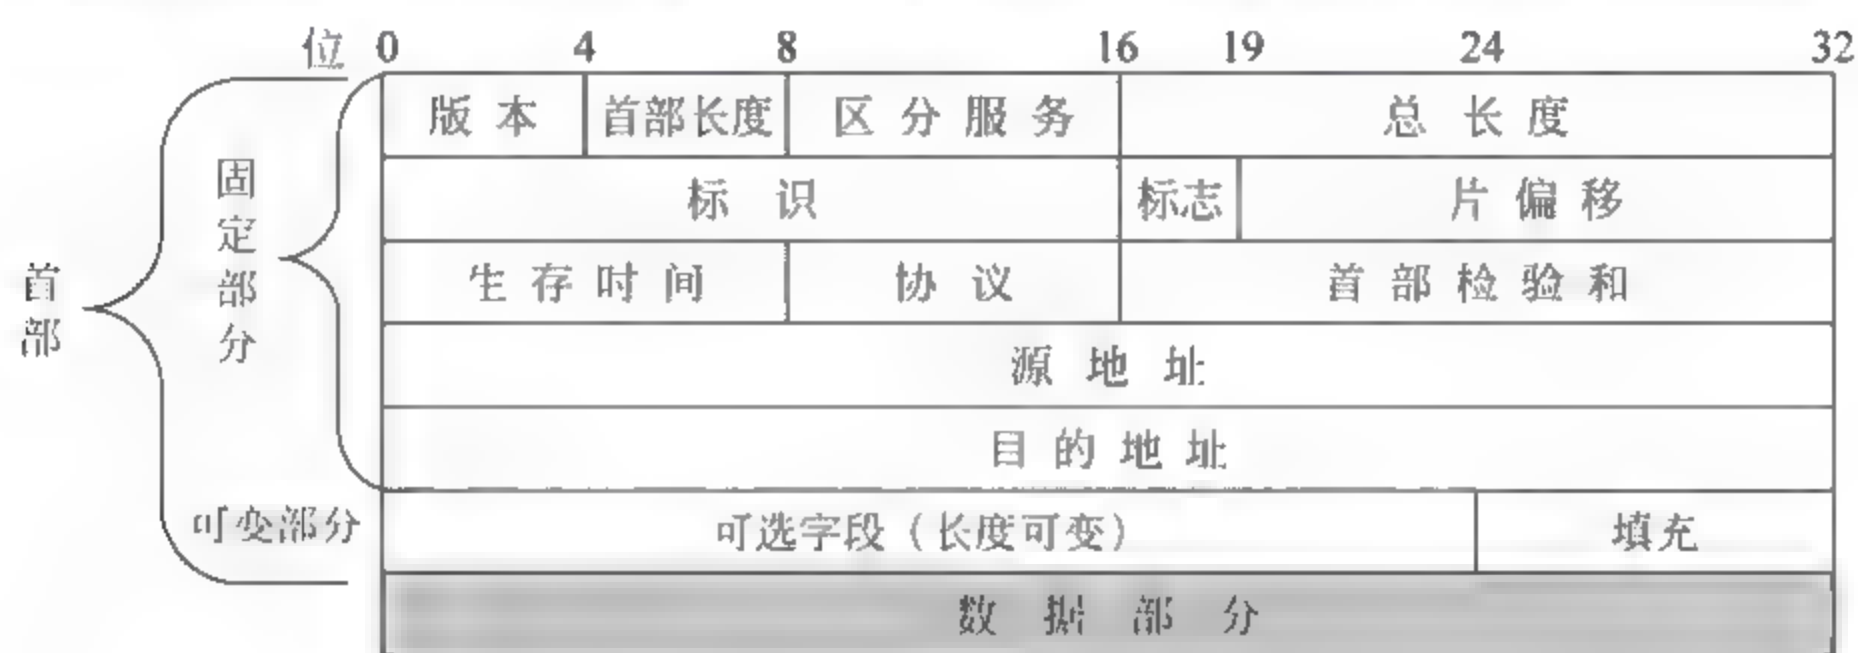 位 0 4 8 16 19 24 32
版本 首部长度 区分服务 总长度
标识 标志 片偏移
生存时间 协议 首部检验和
源地址
目的地址
可选字段（长度可变） 填充
数据部分
首部
固定部分
可变部分